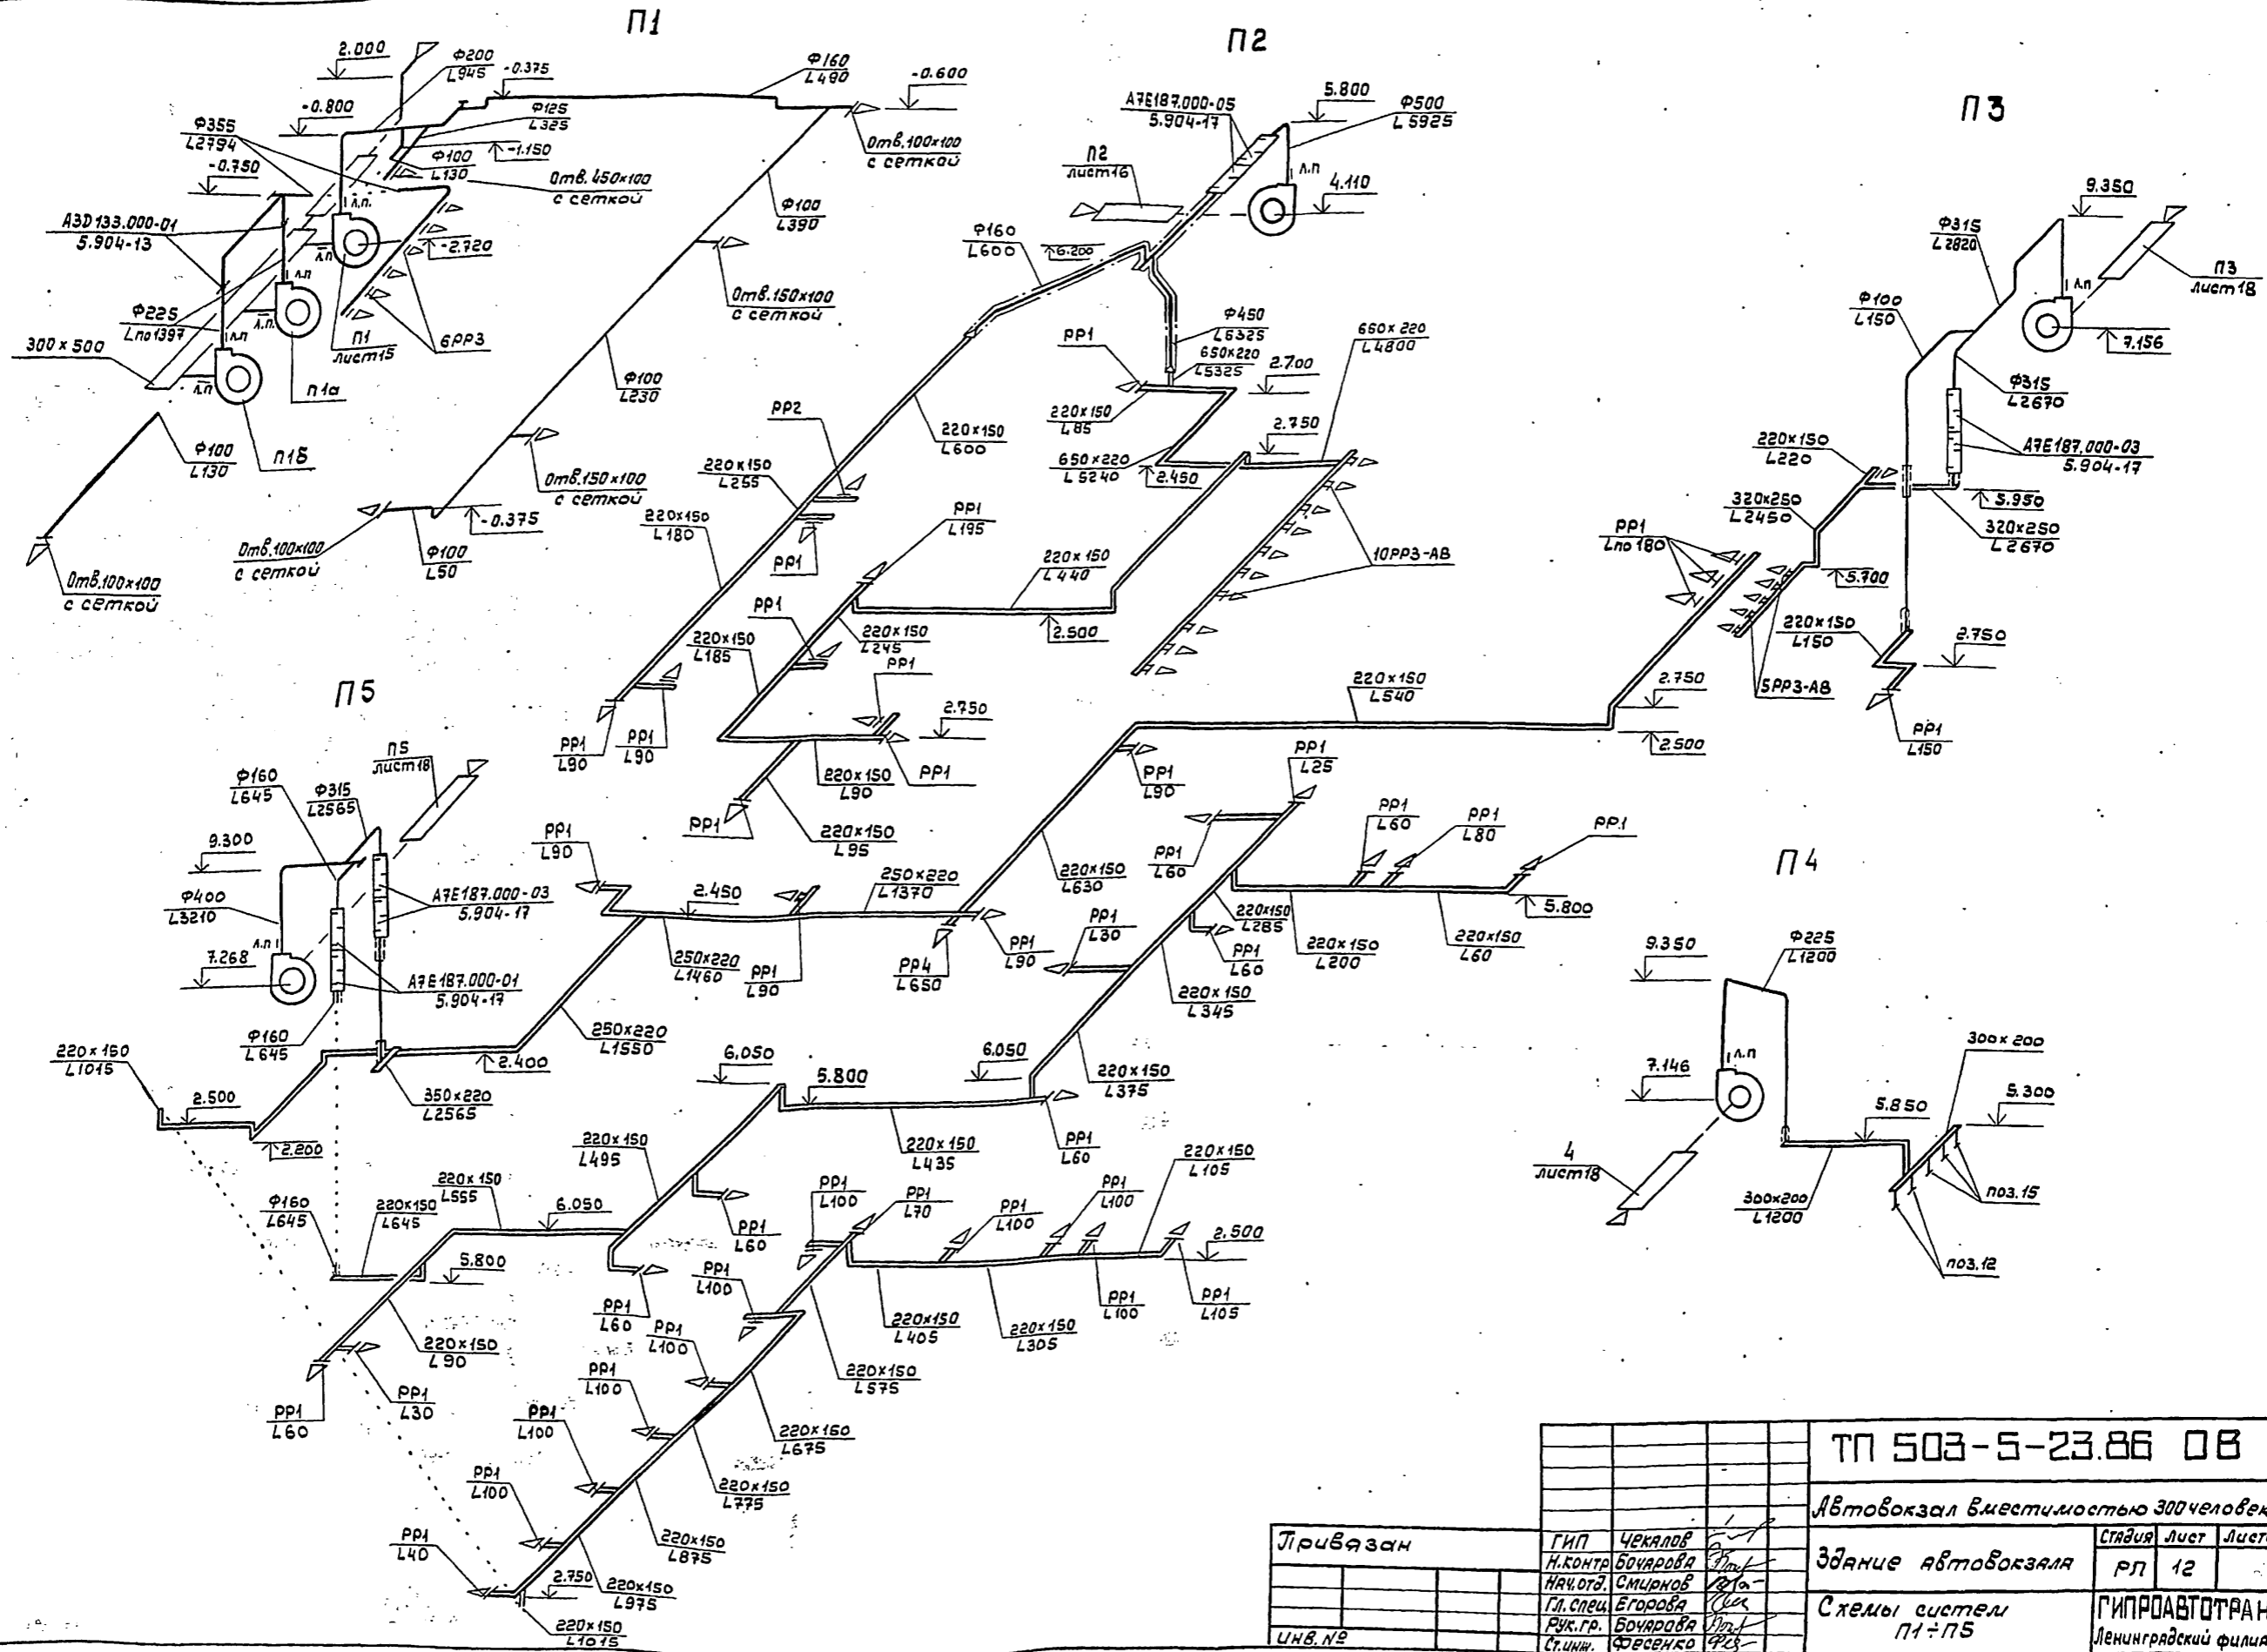 П1
2.000
Ф200
L945
-0.375
Ф160
L490
-0.600
-0.800
Ф125
L325
Ф355
L2794
-1.150
Отв.100х100
с сеткой
-0.750
Ф100
L130
Отв.450х100
с сеткой
Л.П.
А3D133.000-01
5.904-13
-2.720
Ф100
L390
Л.П
Л.П
Ф225
Lпо1397
Л.П
Л.П.
П1
лист15
6РР3
Отв.150х100
с сеткой
300х500
Л.П
П1а
Ф100
L230
Ф100
L130
П1б
Отв.150х100
с сеткой
-0.375
Отв.100х100
с сеткой
Ф100
L50
Отв.100х100
с сеткой
П2
А7Е187.000-05
5.904-17
5.800
Ф500
L5925
П2
лист16
Л.П
4.110
Ф160
L600
6.200
Ф450
L5325
650х220
L5325
650х220
L4800
РР1
2.700
220х150
L85
2.750
РР2
220х150
L600
650х220
L5240
2.450
220х150
L255
РР1
L195
220х150
L180
РР1
10РР3-АВ
220х150
L440
РР1
2.500
220х150
L245
220х150
L185
РР1
2.750
РР1
L90
РР1
L90
220х150
L90
РР1
РР1
220х150
L95
П3
9.350
Ф315
L2820
П3
лист18
Л.П
Ф100
L150
7.156
Ф315
L2670
220х150
L220
А7Е187.000-03
5.904-17
320х250
L2450
5.950
320х250
L2670
РР1
Lпо180
5.700
220х150
L150
2.750
5РР3-АВ
РР1
L150
П5
П5
лист18
Ф160
L645
Ф315
L2565
9.300
Ф400
L3210
А7Е187.000-03
5.904-17
Л.П
7.268
А7Е187.000-01
5.904-17
Ф160
L645
220х150
L1015
2.500
2.200
350х220
L2565
2.400
250х220
L1550
РР1
L90
2.450
250х220
L1370
250х220
L1460
РР1
L90
РР4
L650
РР1
L90
220х150
L540
2.750
2.500
РР1
L90
220х150
L630
РР1
L25
РР1
L60
РР1
L60
РР1
L80
РР1
5.800
220х150
L285
220х150
L200
220х150
L60
РР1
L30
РР1
L60
220х150
L345
220х150
L375
6.050
5.800
6.050
220х150
L495
220х150
L435
РР1
L60
220х150
L555
6.050
Ф160
L645
220х150
L645
5.800
РР1
L60
РР1
L60
220х150
L90
РР1
L30
РР1
L60
РР1
L100
РР1
L70
РР1
L100
РР1
L100
220х150
L105
2.500
РР1
L100
РР1
L100
РР1
L105
220х150
L405
220х150
L305
220х150
L575
РР1
L100
РР1
L100
РР1
L100
220х150
L675
РР1
L100
220х150
L775
РР1
L40
220х150
L875
2.750
220х150
L975
220х150
L1015
П4
9.350
Ф225
L1200
Л.П
7.146
300х200
5.300
5.850
4
лист18
300х200
L1200
поз.15
поз.12
ТП 503-5-23.86 ОВ
Автовокзал вместимостью 300человек
Привязан
ГИП Чекалов
Н.контр Бочарова
Нач.отд. Смирнов
Гл.спец Егорова
Рук.гр. Бочарова
Ст.инж. Фесенко
Здание автовокзала
Стадия Лист Лист
РП 12
Схемы систем
П1÷П5
ГИПРОАВТОТРАН
Ленинградский филиа
Инв.№